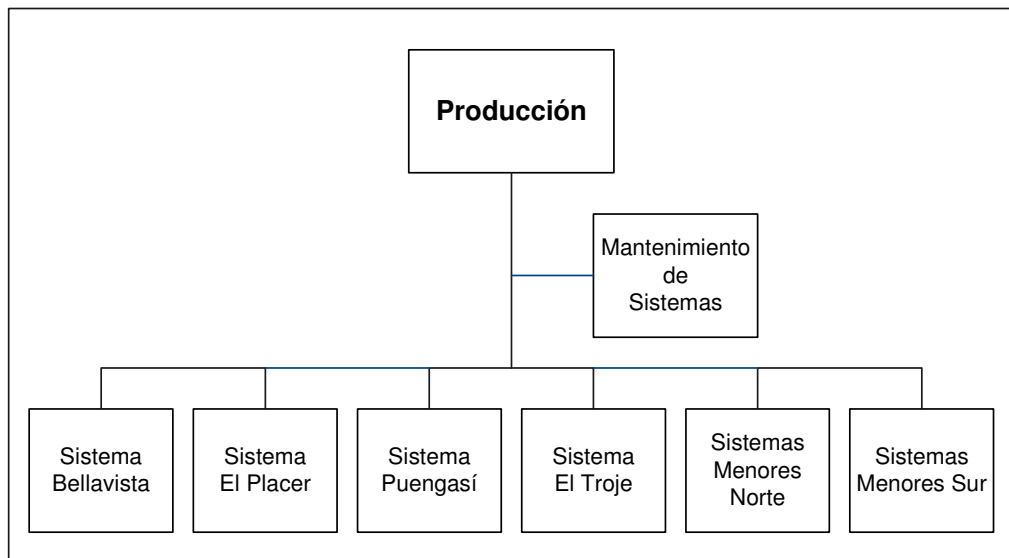 Producción
Mantenimiento
de
Sistemas
Sistema
Bellavista
Sistema
El Placer
Sistema
Puengasí
Sistema
El Troje
Sistemas
Menores
Norte
Sistemas
Menores Sur